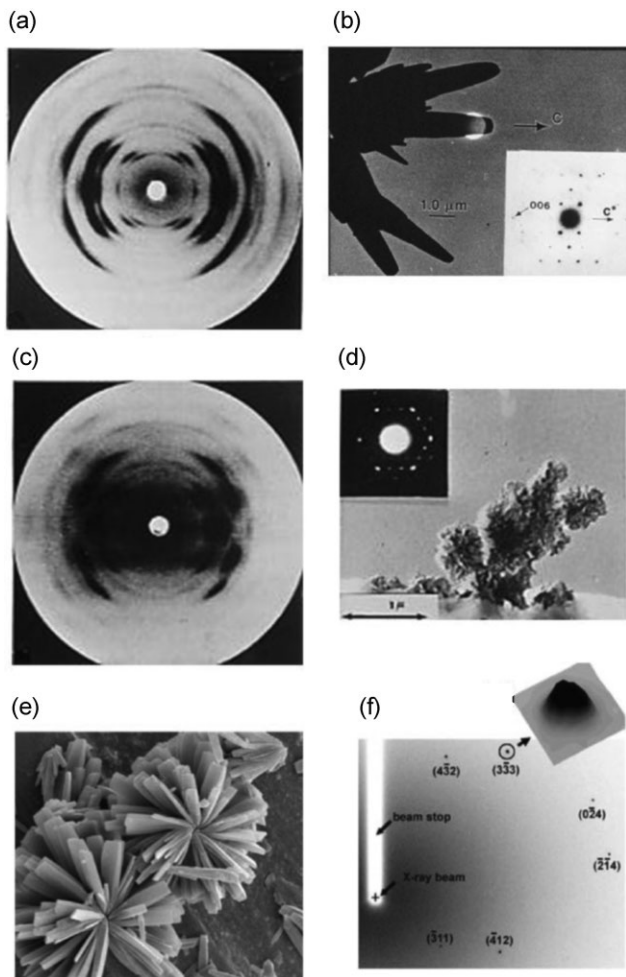 (a)
(b)
C
1.0 μm
006
C*
(c)
(d)
1μ
(e)
(f)
(43̄2)
(33̄3)
beam stop
(02̄4)
(2̄1̄4)
X-ray beam
(3̄11)
(4̄12)